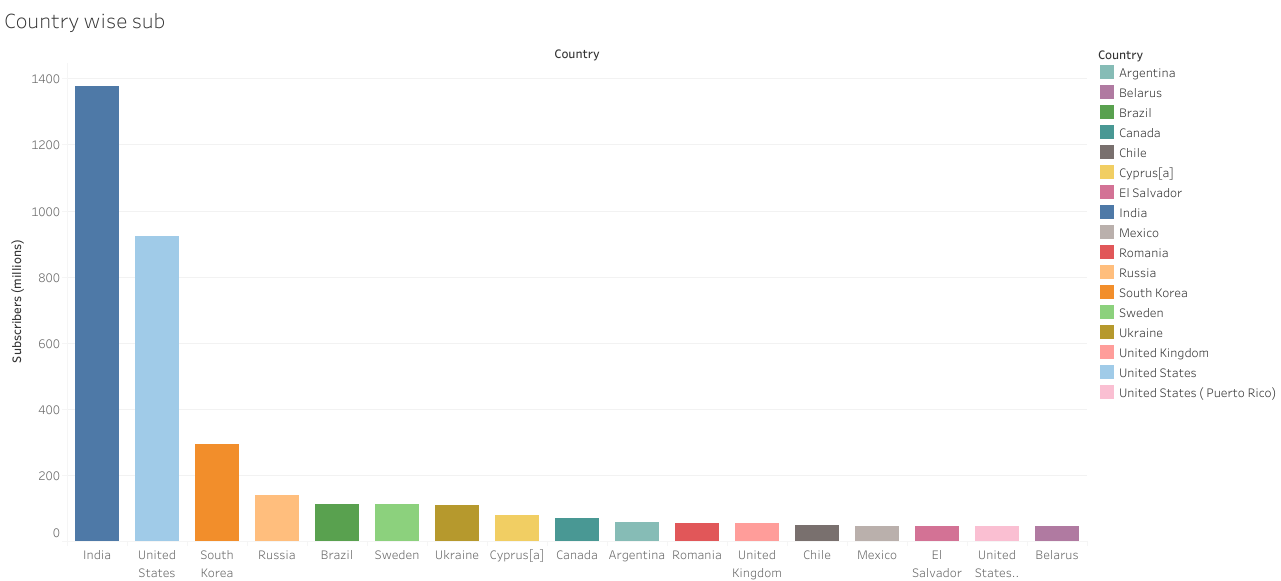 Country wise sub
Country
Subscribers (millions)
1400
1200
1000
800
600
400
200
0
India
United
States
South
Korea
Russia
Brazil
Sweden
Ukraine
Cyprus[a]
Canada
Argentina
Romania
United
Kingdom
Chile
Mexico
El
Salvador
United
States..
Belarus
Country
Argentina
Belarus
Brazil
Canada
Chile
Cyprus[a]
El Salvador
India
Mexico
Romania
Russia
South Korea
Sweden
Ukraine
United Kingdom
United States
United States ( Puerto Rico)